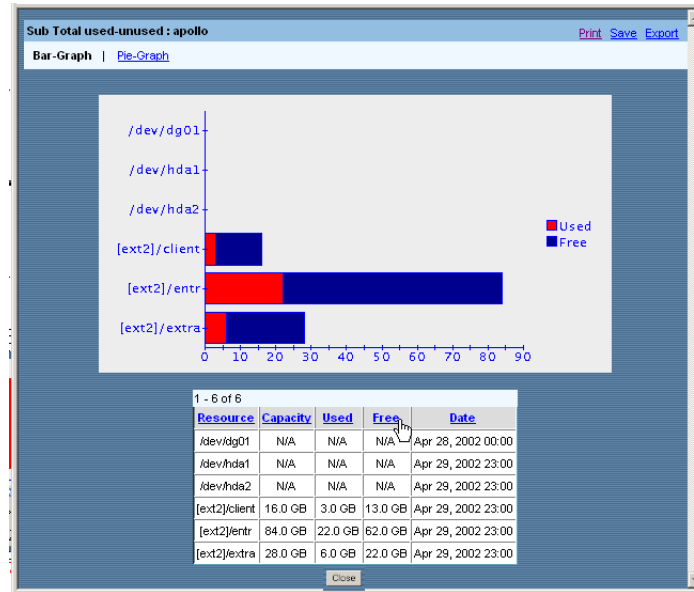 Sub Total used-unused : apollo Print Save Export
Bar-Graph | Pie-Graph
/dev/dg01
/dev/hda1
/dev/hda2
[ext2]/client
[ext2]/entr
[ext2]/extra
0 10 20 30 40 50 60 70 80 90
Used
Free
1 - 6 of 6
Resource Capacity Used Free Date
/dev/dg01 N/A N/A N/A Apr 28, 2002 00:00
/dev/hda1 N/A N/A N/A Apr 29, 2002 23:00
/dev/hda2 N/A N/A N/A Apr 29, 2002 23:00
[ext2]/client 16.0 GB 3.0 GB 13.0 GB Apr 29, 2002 23:00
[ext2]/entr 84.0 GB 22.0 GB 62.0 GB Apr 29, 2002 23:00
[ext2]/extra 28.0 GB 6.0 GB 22.0 GB Apr 29, 2002 23:00
Close